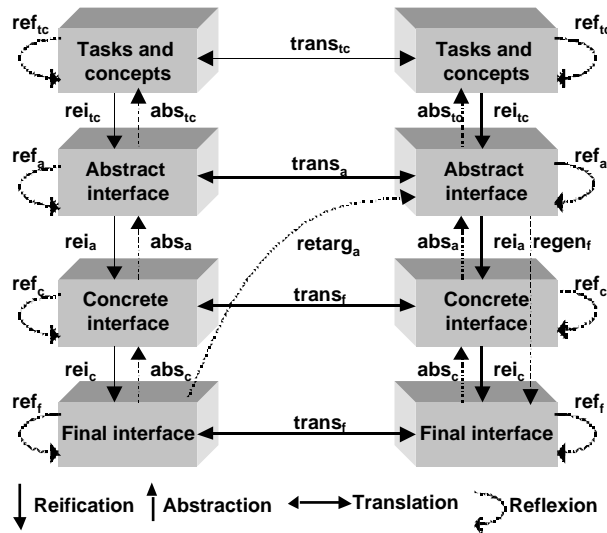 ref_tc
Tasks and
concepts
trans_tc
Tasks and
concepts
ref_tc
rei_tc
abs_tc
abs_tc
rei_tc
ref_a
Abstract
interface
trans_a
Abstract
interface
ref_a
rei_a
abs_a
retarg_a
abs_a
rei_a
regen_f
ref_c
Concrete
interface
trans_f
Concrete
interface
ref_c
rei_c
abs_c
abs_c
rei_c
ref_f
Final interface
trans_f
Final interface
ref_f
Reification
Abstraction
Translation
Reflexion